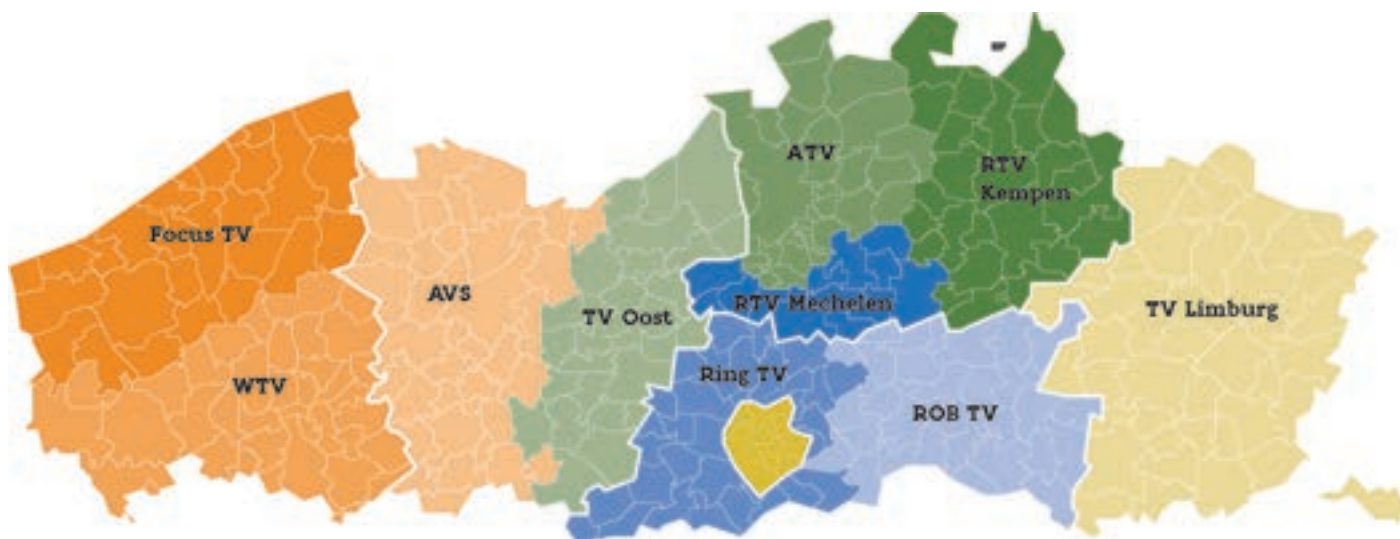 ATV
RTV
Kempen
Focus TV
AVS
RTV Mechelen
TV Oost
TV Limburg
Ring TV
WTV
ROB TV